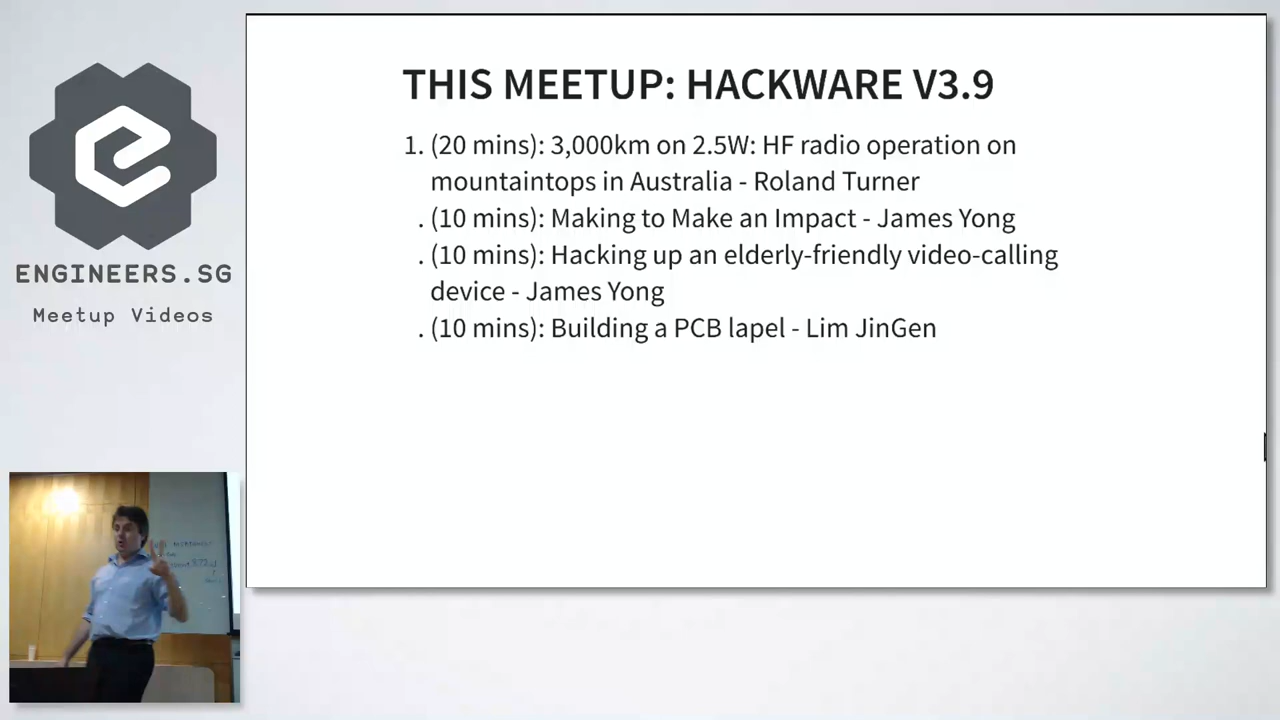 THIS MEETUP: HACKWARE V3.9
1. (20 mins): 3,000km on 2.5W: HF radio operation on
mountaintops in Australia - Roland Turner
. (10 mins): Making to Make an Impact - James Yong
. (10 mins): Hacking up an elderly-friendly video-calling
device - James Yong
. (10 mins): Building a PCB lapel - Lim JinGen
ENGINEERS.SG
Meetup Videos